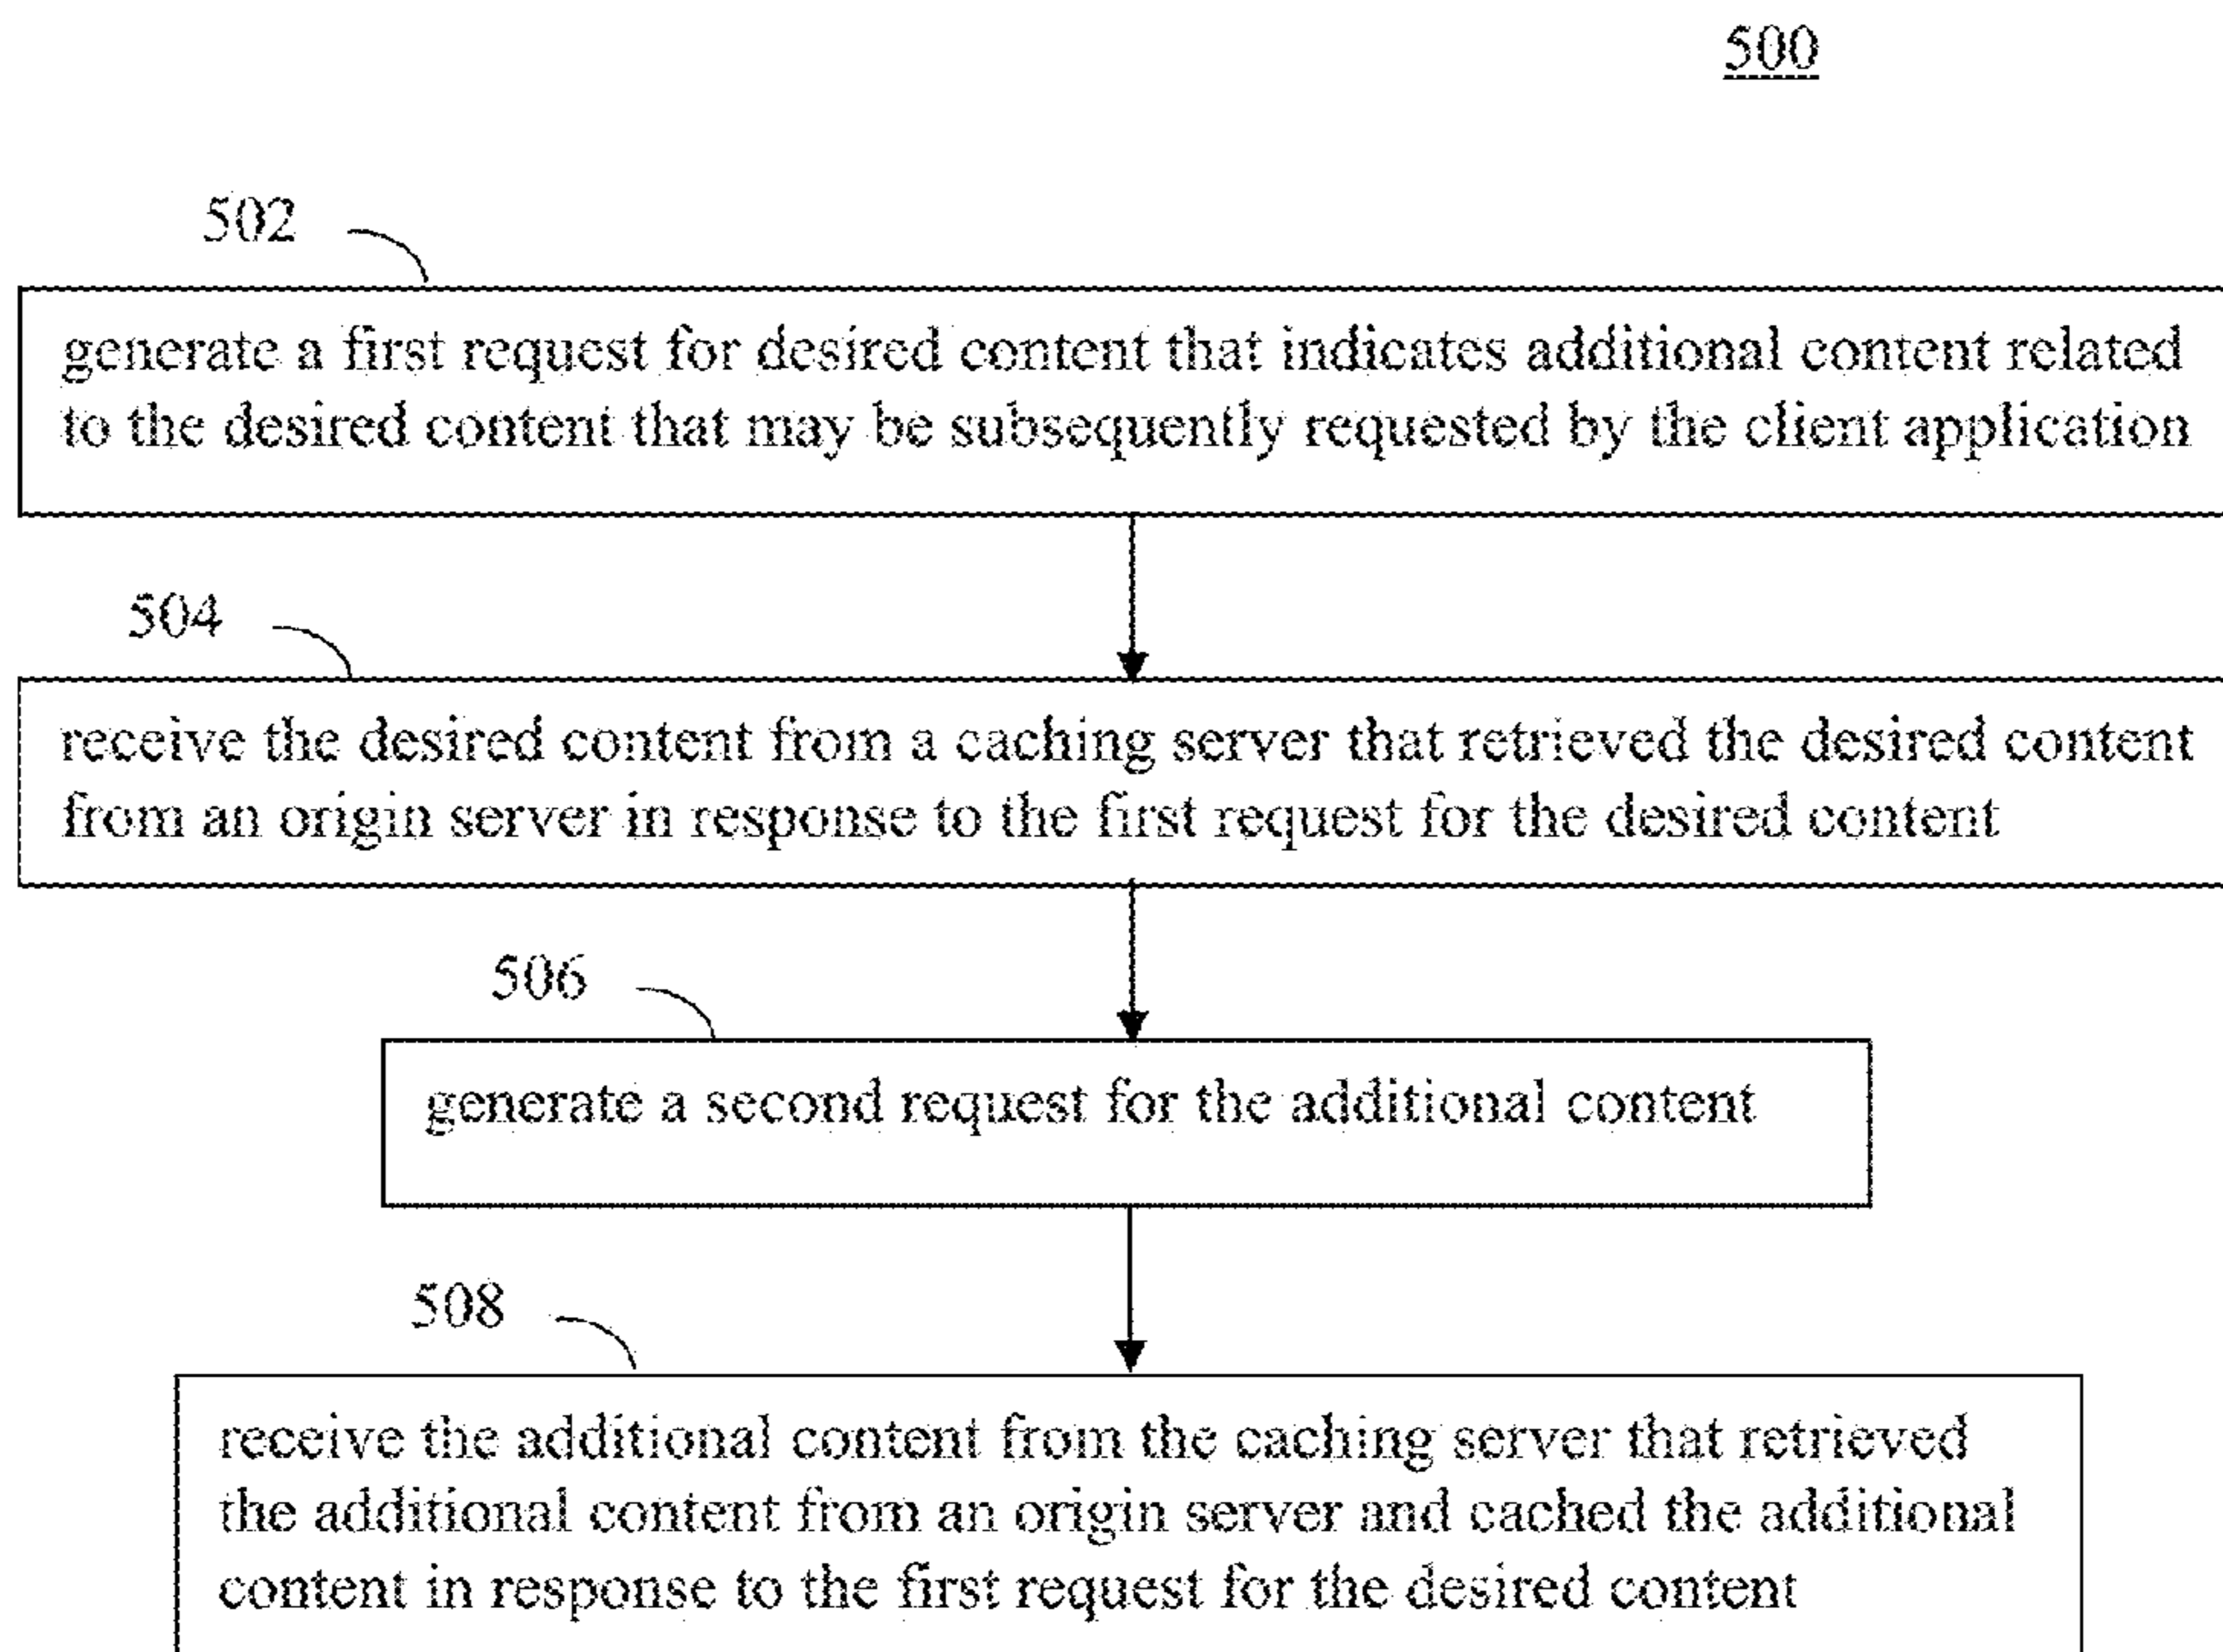 500
502
generate a first request for desired content that indicates additional content related
to the desired content that may be subsequently requested by the client application
504
receive the desired content from a caching server that retrieved the desired content
from an origin server in response to the first request for the desired content
506
generate a second request for the additional content
508
receive the additional content from the caching server that retrieved
the additional content from an origin server and cached the additional
content in response to the first request for the desired content